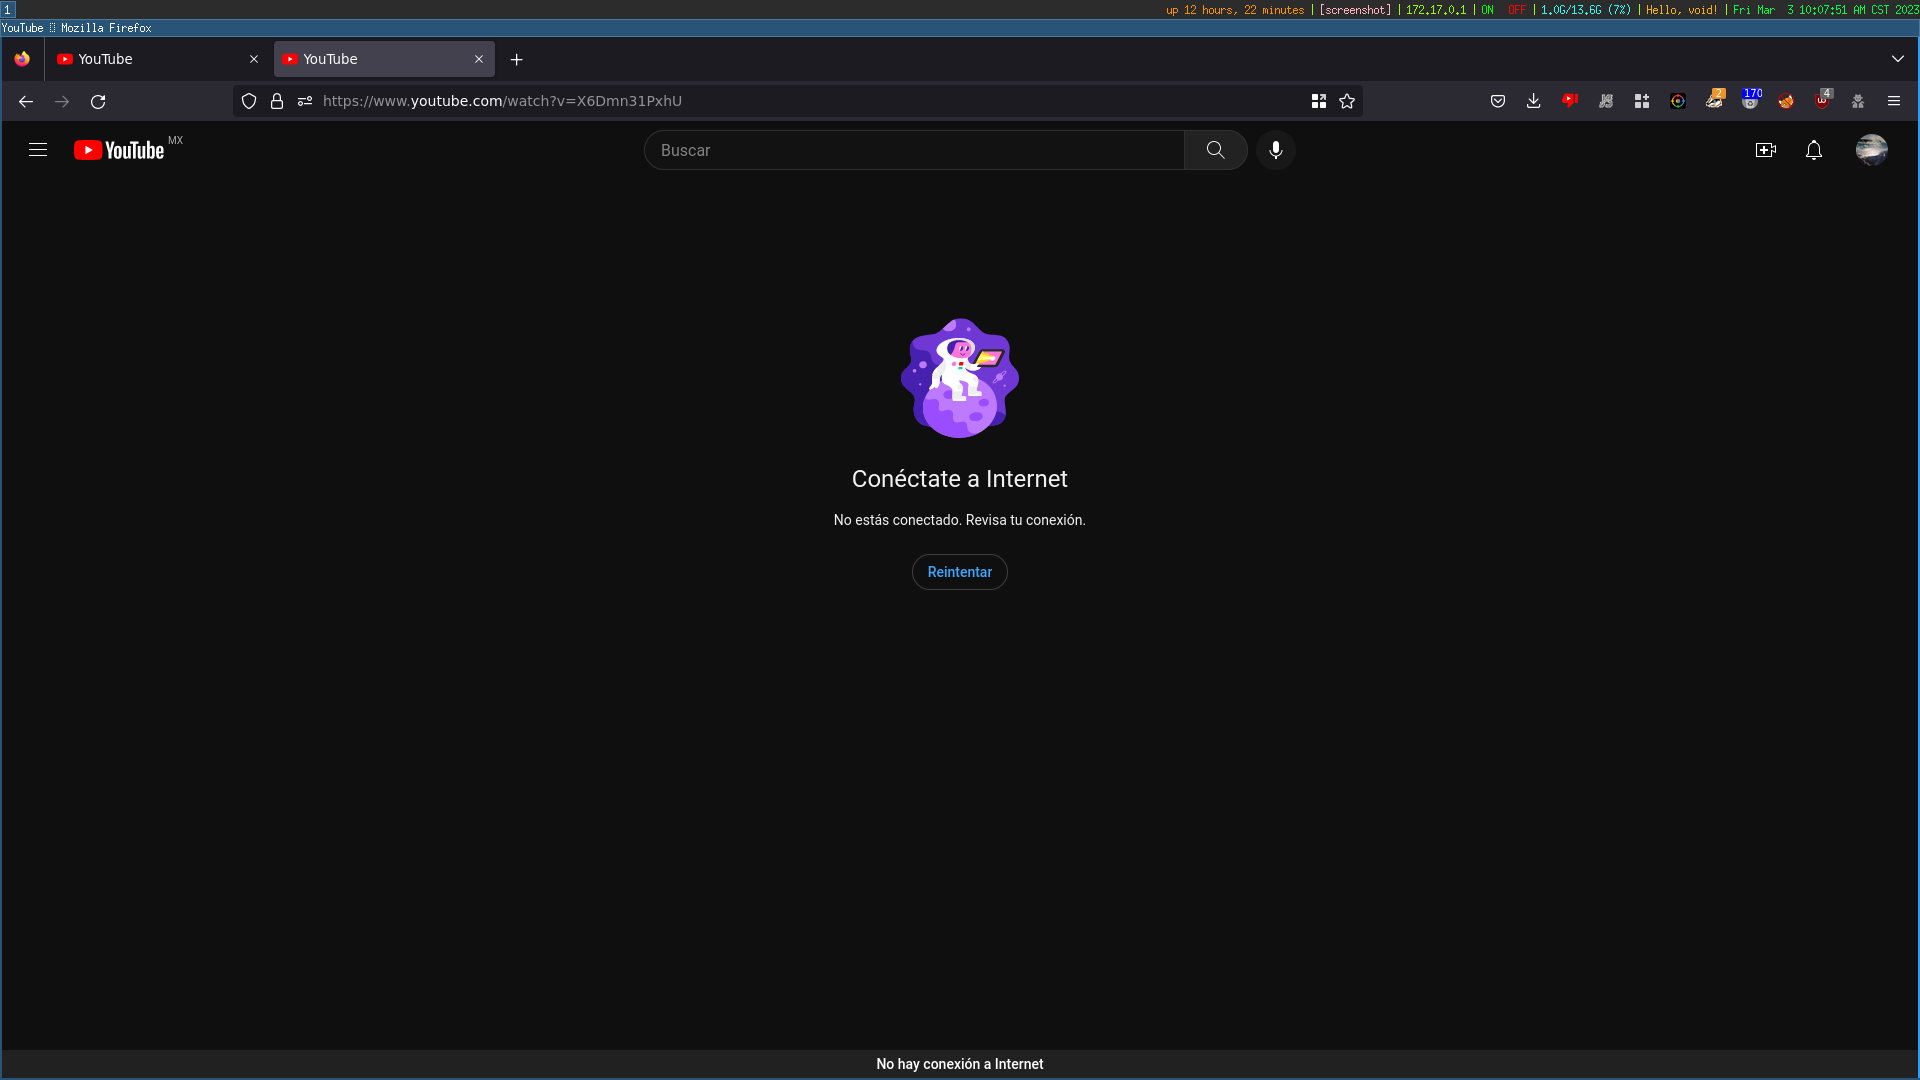 1
up 12 hours, 22 minutes | [screenshot] | 172.17.0.1 | ON OFF | 1.0G/13.6G (7%) | Hello, void! | Fri Mar 3 10:07:51 AM CST 2023
YouTube Mozilla Firefox
YouTube
YouTube
https://www.youtube.com/watch?v=X6Dmn31PxhU
2
170
4
YouTube MX
Buscar
Conéctate a Internet
No estás conectado. Revisa tu conexión.
Reintentar
No hay conexión a Internet